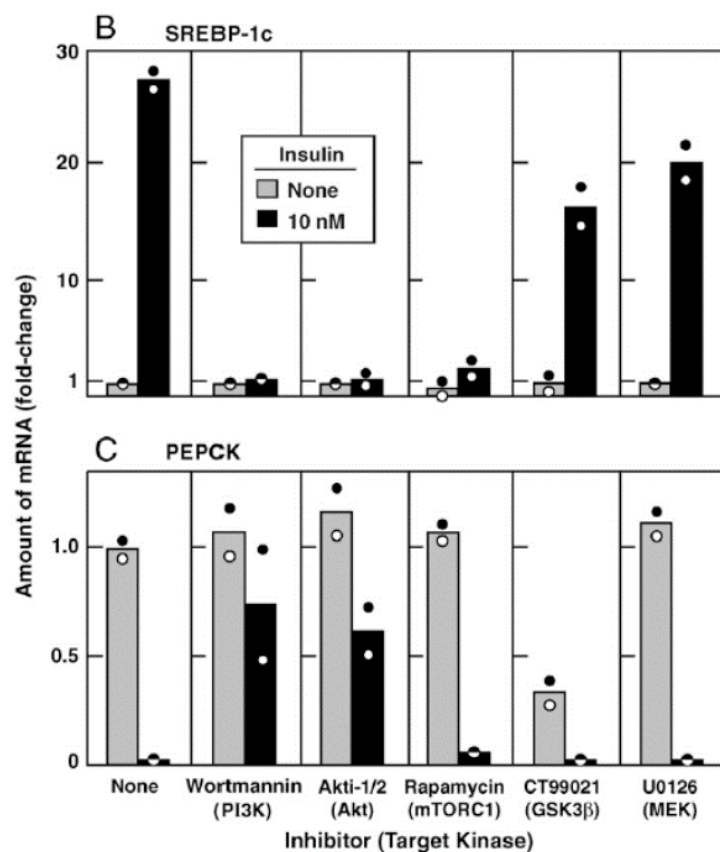 B
SREBP-1c
30
20
10
1
Insulin
None
10 nM
Amount of mRNA (fold-change)
C
PEPCK
1.0
0.5
0
None
Wortmannin
(PI3K)
Akti-1/2
(Akt)
Rapamycin
(mTORC1)
CT99021
(GSK3β)
U0126
(MEK)
Inhibitor (Target Kinase)